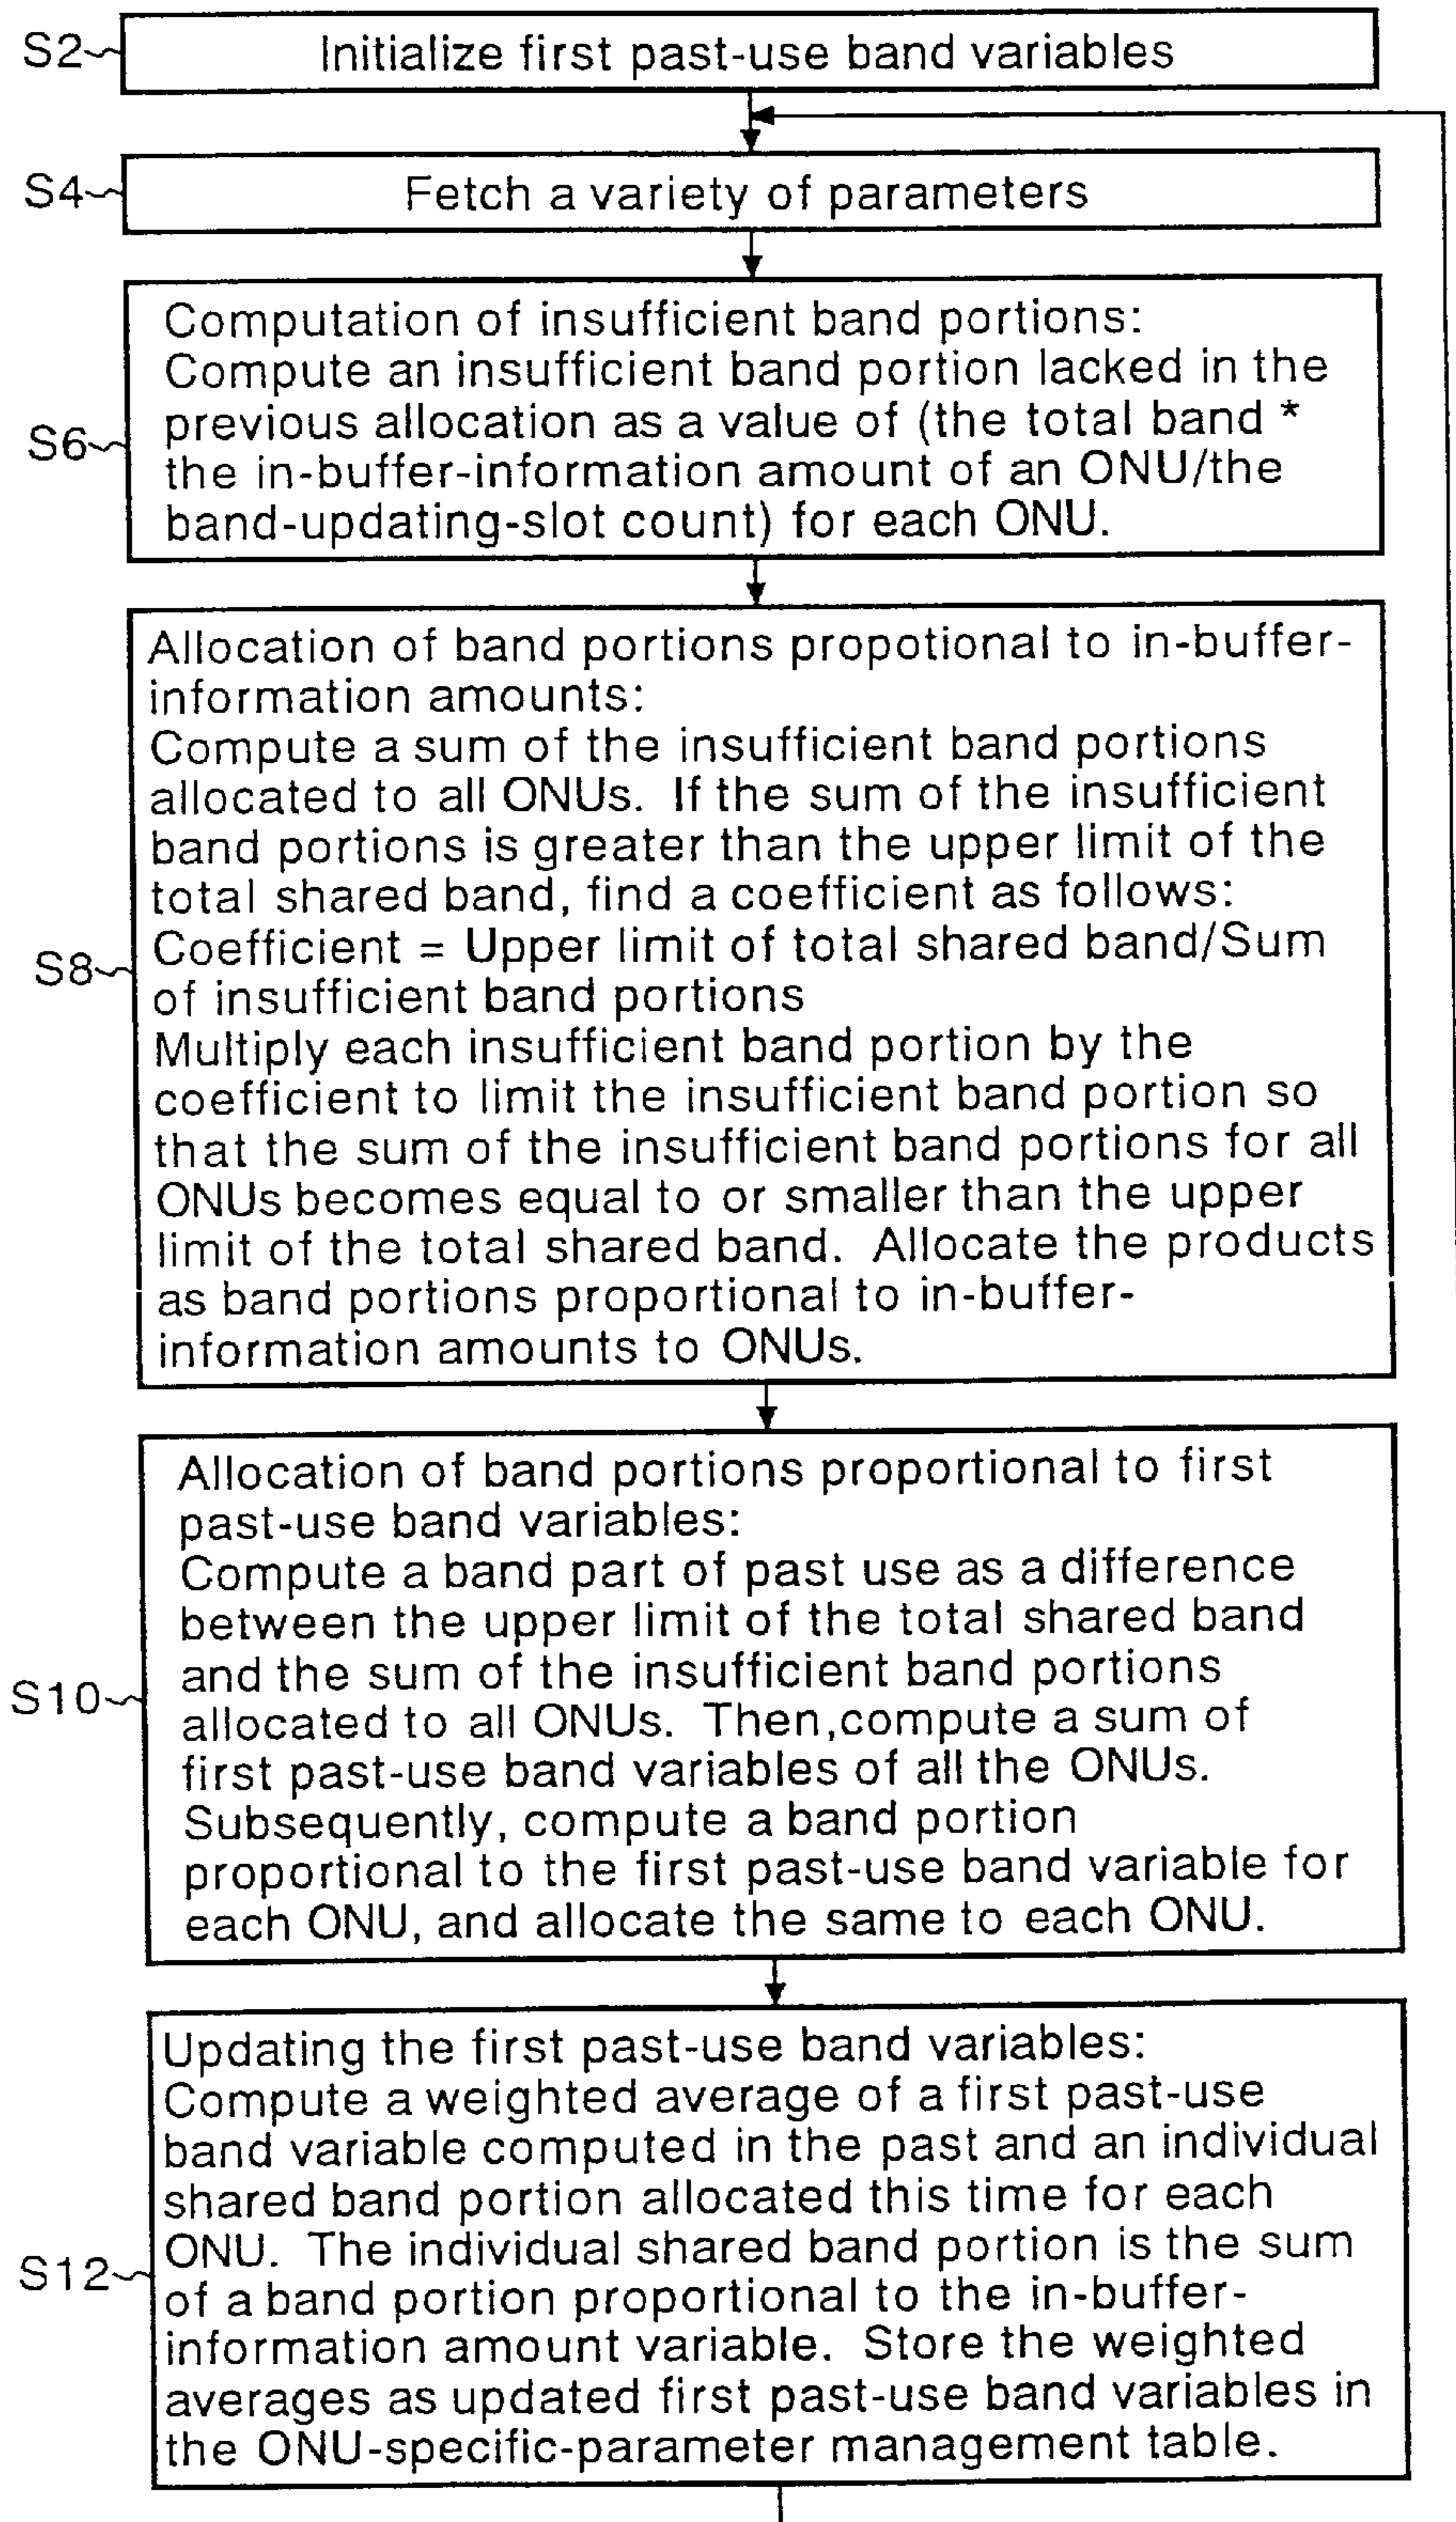 S2
Initialize first past-use band variables
S4
Fetch a variety of parameters
S6
Computation of insufficient band portions:
Compute an insufficient band portion lacked in the
previous allocation as a value of (the total band *
the in-buffer-information amount of an ONU/the
band-updating-slot count) for each ONU.
S8
Allocation of band portions propotional to in-buffer-
information amounts:
Compute a sum of the insufficient band portions
allocated to all ONUs. If the sum of the insufficient
band portions is greater than the upper limit of the
total shared band, find a coefficient as follows:
Coefficient = Upper limit of total shared band/Sum
of insufficient band portions
Multiply each insufficient band portion by the
coefficient to limit the insufficient band portion so
that the sum of the insufficient band portions for all
ONUs becomes equal to or smaller than the upper
limit of the total shared band. Allocate the products
as band portions proportional to in-buffer-
information amounts to ONUs.
S10
Allocation of band portions proportional to first
past-use band variables:
Compute a band part of past use as a difference
between the upper limit of the total shared band
and the sum of the insufficient band portions
allocated to all ONUs. Then, compute a sum of
first past-use band variables of all the ONUs.
Subsequently, compute a band portion
proportional to the first past-use band variable for
each ONU, and allocate the same to each ONU.
S12
Updating the first past-use band variables:
Compute a weighted average of a first past-use
band variable computed in the past and an individual
shared band portion allocated this time for each
ONU. The individual shared band portion is the sum
of a band portion proportional to the in-buffer-
information amount variable. Store the weighted
averages as updated first past-use band variables in
the ONU-specific-parameter management table.